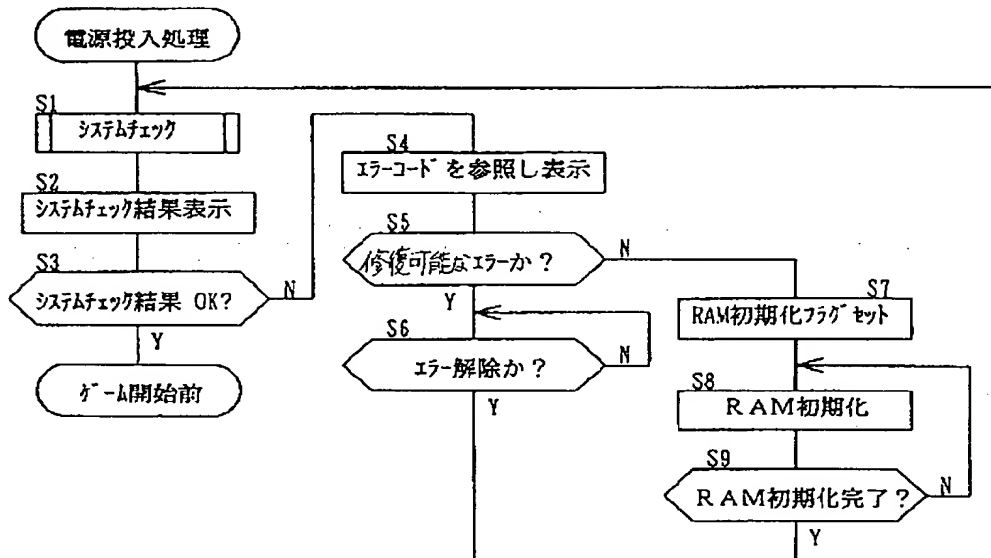 電源投入処理
S1
ｼｽﾃﾑﾁｪｯｸ
S2
ｼｽﾃﾑﾁｪｯｸ結果表示
S3
ｼｽﾃﾑﾁｪｯｸ結果 OK?
N
Y
ｹﾞｰﾑ開始前
S4
ｴﾗｰｺｰﾄﾞを参照し表示
S5
修復可能なｴﾗｰか？
N
Y
S6
ｴﾗｰ解除か？
N
Y
S7
RAM初期化ﾌﾗｸﾞｾｯﾄ
S8
ＲＡＭ初期化
S9
ＲＡＭ初期化完了？
N
Y